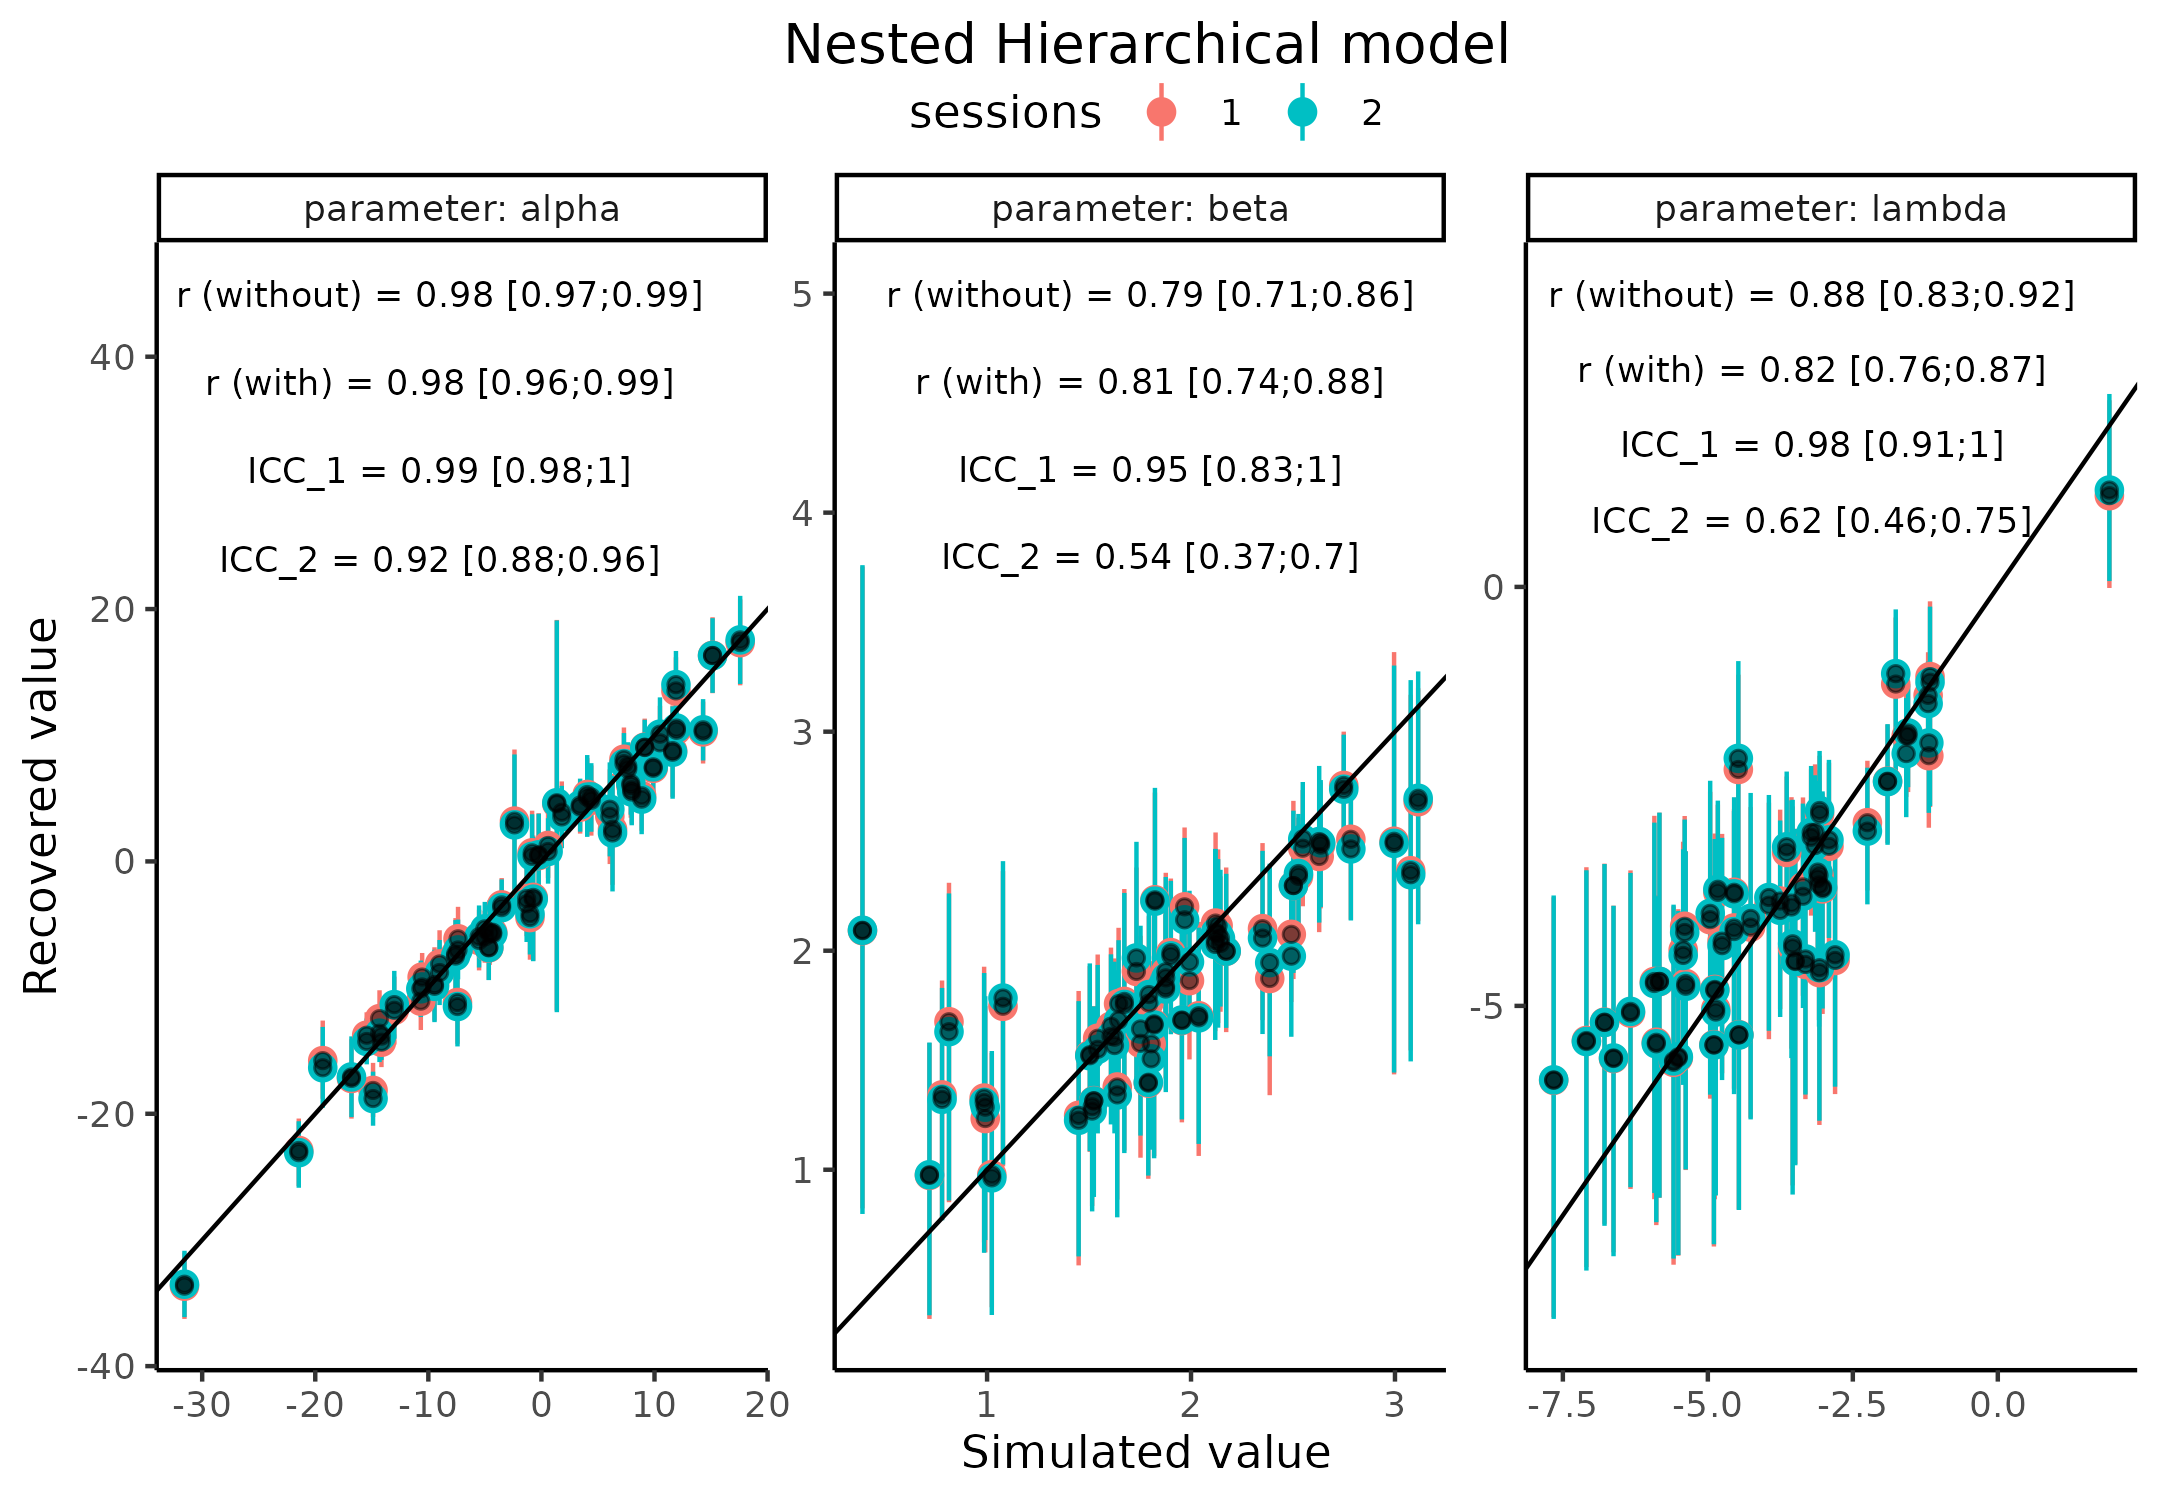 Nested Hierarchical model
sessions 1 2
parameter: alpha
r (without) = 0.98 [0.97;0.99]
r (with) = 0.98 [0.96;0.99]
ICC_1 = 0.99 [0.98;1]
ICC_2 = 0.92 [0.88;0.96]
40
20
0
-20
-40
-30 -20 -10 0 10 20
parameter: beta
r (without) = 0.79 [0.71;0.86]
r (with) = 0.81 [0.74;0.88]
ICC_1 = 0.95 [0.83;1]
ICC_2 = 0.54 [0.37;0.7]
5
4
3
2
1
1 2 3
parameter: lambda
r (without) = 0.88 [0.83;0.92]
r (with) = 0.82 [0.76;0.87]
ICC_1 = 0.98 [0.91;1]
ICC_2 = 0.62 [0.46;0.75]
0
-5
-7.5 -5.0 -2.5 0.0
Recovered value
Simulated value